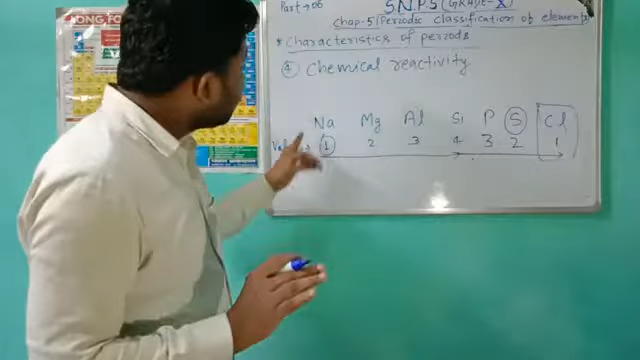 Part - 06 SNPS (GRADE - X)
Chap-5 (Periodic classification of elements
* Characteristics of periods
④ Chemical reactivity
Na Mg Al Si P S Cl
1 2 3 4 3 2 1